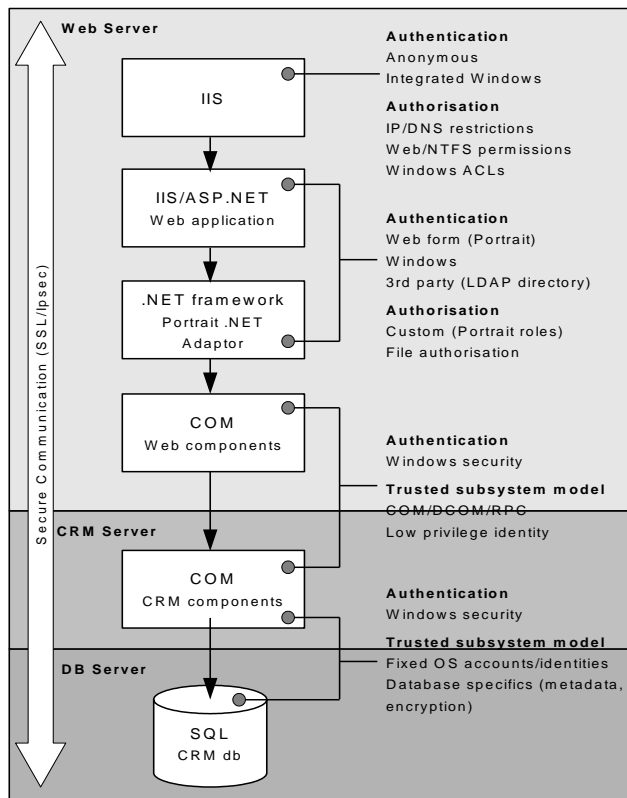 Web Server
Authentication
Anonymous
Integrated Windows
IIS
Authorisation
IP/DNS restrictions
Web/NTFS permissions
Windows ACLs
IIS/ASP.NET
Web application
Authentication
Web form (Portrait)
Windows
3rd party (LDAP directory)
.NET framework
Portrait .NET
Adaptor
Authorisation
Custom (Portrait roles)
File authorisation
COM
Web components
Authentication
Windows security
Trusted subsystem model
COM/DCOM/RPC
Low privilege identity
Secure Communication (SSL/Ipsec)
CRM Server
COM
CRM components
Authentication
Windows security
Trusted subsystem model
Fixed OS accounts/identities
Database specifics (metadata,
encryption)
DB Server
SQL
CRM db